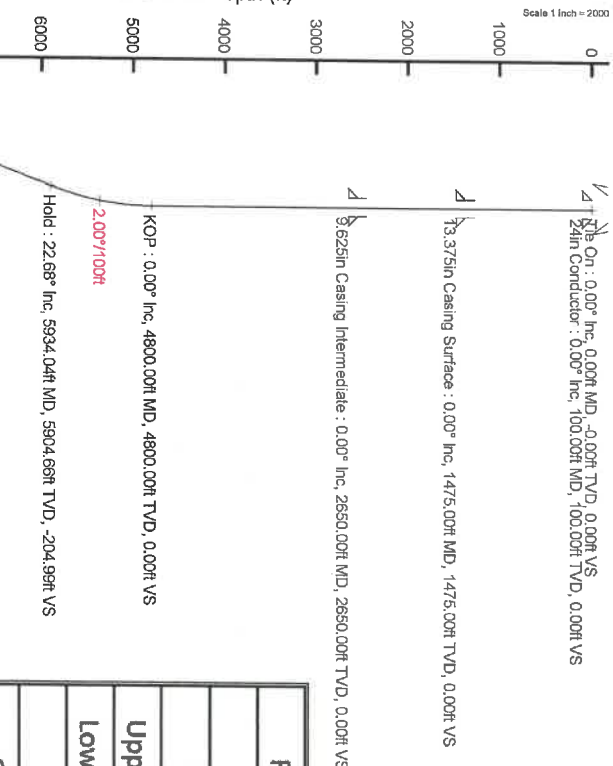 Scale 1 inch = 2000
0
1000
2000
3000
4000
5000
6000
Tie On : 0.00° Inc, 0.00ft MD, -0.00ft TVD, 0.00ft VS
24in Conductor : 0.00° Inc, 100.00ft MD, 100.00ft TVD, 0.00ft VS
13.375in Casing Surface : 0.00° Inc, 1475.00ft MD, 1475.00ft TVD, 0.00ft VS
9.625in Casing Intermediate : 0.00° Inc, 2650.00ft MD, 2650.00ft TVD, 0.00ft VS
KOP : 0.00° Inc, 4800.00ft MD, 4800.00ft TVD, 0.00ft VS
2.00°/100ft
Hold : 22.68° Inc, 5934.04ft MD, 5904.66ft TVD, -204.99ft VS
Upp
Low